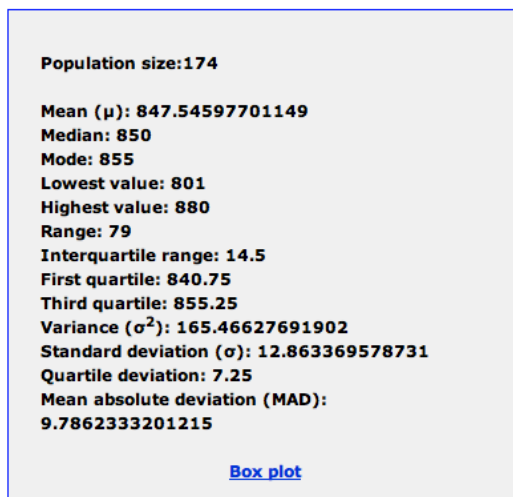 Population size:174
Mean (μ): 847.54597701149
Median: 850
Mode: 855
Lowest value: 801
Highest value: 880
Range: 79
Interquartile range: 14.5
First quartile: 840.75
Third quartile: 855.25
Variance (σ²): 165.46627691902
Standard deviation (σ): 12.863369578731
Quartile deviation: 7.25
Mean absolute deviation (MAD):
9.7862333201215
Box plot